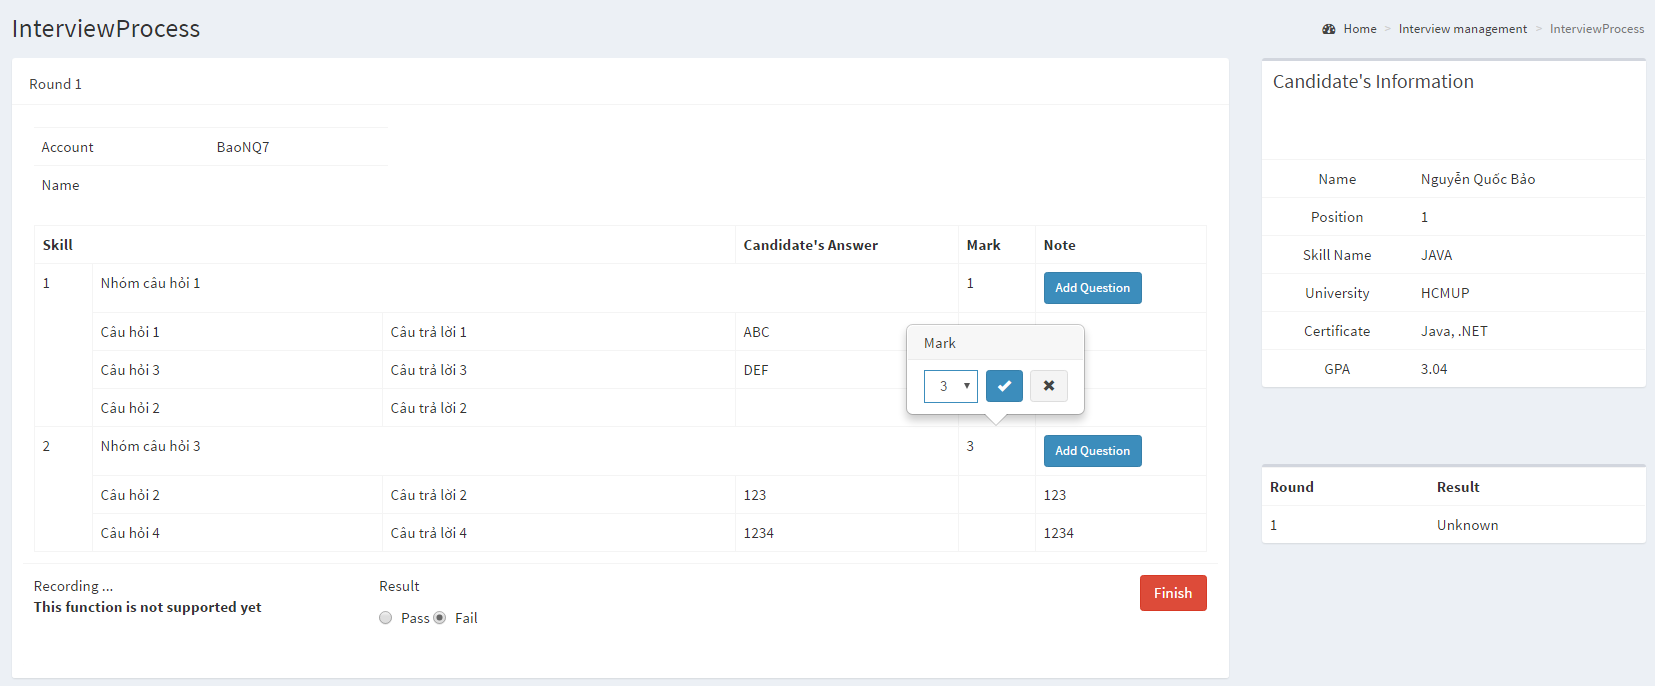 InterviewProcess
Home > Interview management > InterviewProcess
Round 1
Account BaoNQ7
Name
Skill Candidate's Answer Mark Note
1 Nhóm câu hỏi 1 1 Add Question
Câu hỏi 1 Câu trả lời 1 ABC
Câu hỏi 3 Câu trả lời 3 DEF
Câu hỏi 2 Câu trả lời 2
Mark
3
2 Nhóm câu hỏi 3 3 Add Question
Câu hỏi 2 Câu trả lời 2 123 123
Câu hỏi 4 Câu trả lời 4 1234 1234
Recording ...
This function is not supported yet
Result
Pass Fail
Finish
Candidate's Information
Name Nguyễn Quốc Bảo
Position 1
Skill Name JAVA
University HCMUP
Certificate Java, .NET
GPA 3.04
Round Result
1 Unknown